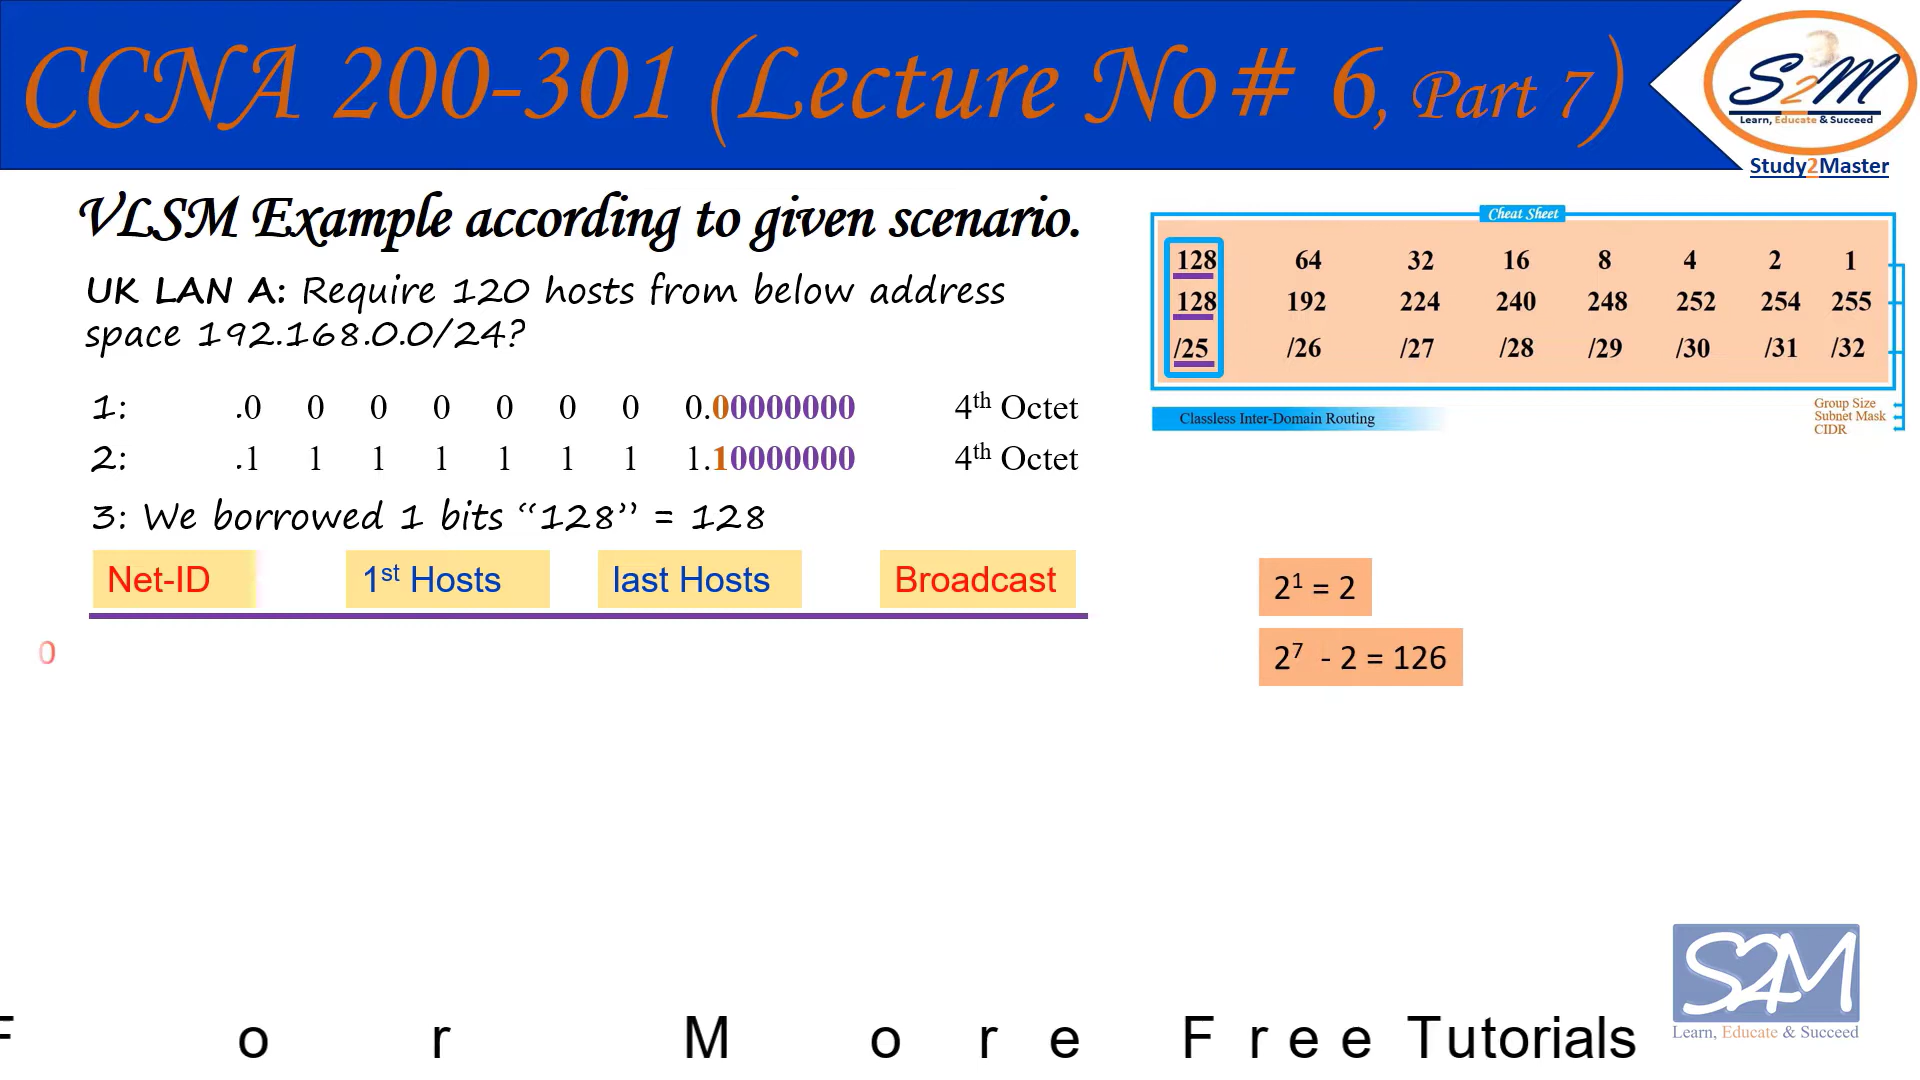 CCNA 200-301 (Lecture No# 6, Part 7)
S2M
Learn, Educate & Succeed
Study2Master
VLSM Example according to given scenario.
UK LAN A: Require 120 hosts from below address
space 192.168.0.0/24?
1: .0 0 0 0 0 0 0 0.00000000 4th Octet
2: .1 1 1 1 1 1 1 1.10000000 4th Octet
3: We borrowed 1 bits “128” = 128
Net-ID 1st Hosts last Hosts Broadcast
0
Cheat Sheet
128 64 32 16 8 4 2 1
128 192 224 240 248 252 254 255
/25 /26 /27 /28 /29 /30 /31 /32
Group Size
Subnet Mask
CIDR
Classless Inter-Domain Routing
2¹ = 2
2⁷ - 2 = 126
S2M
Learn, Educate & Succeed
F o r M o r e F r e e Tutorials